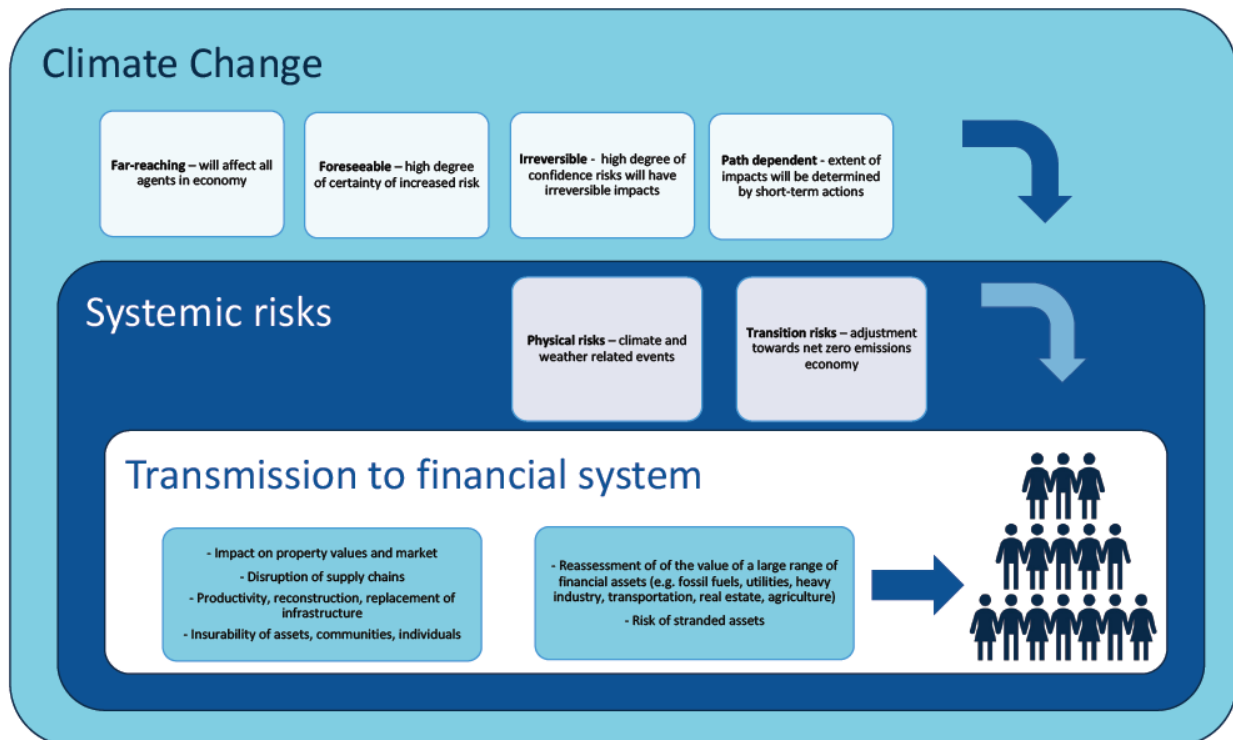 Climate Change
Far-reaching – will affect all
agents in economy
Foreseeable – high degree
of certainty of increased risk
Irreversible - high degree of
confidence risks will have
irreversible impacts
Path dependent - extent of
impacts will be determined
by short-term actions
Systemic risks
Physical risks – climate and
weather related events
Transition risks – adjustment
towards net zero emissions
economy
Transmission to financial system
- Impact on property values and market
- Disruption of supply chains
- Productivity, reconstruction, replacement of
infrastructure
- Insurability of assets, communities, individuals
- Reassessment of of the value of a large range of
financial assets (e.g. fossil fuels, utilities, heavy
industry, transportation, real estate, agriculture)
- Risk of stranded assets